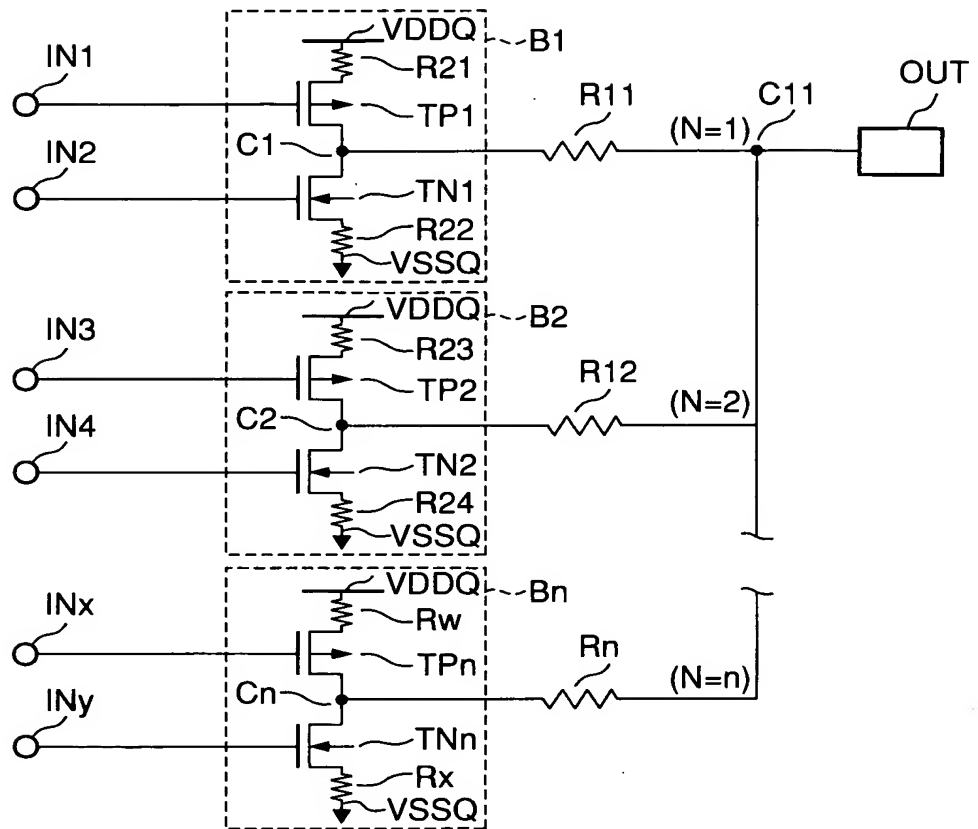 VDDQ
B1
IN1
R21
OUT
R11
C11
TP1
(N=1)
IN2
C1
TN1
R22
VSSQ
VDDQ
B2
IN3
R23
R12
TP2
(N=2)
IN4
C2
TN2
R24
VSSQ
VDDQ
Bn
INx
Rw
Rn
TPn
(N=n)
INy
Cn
TNn
Rx
VSSQ